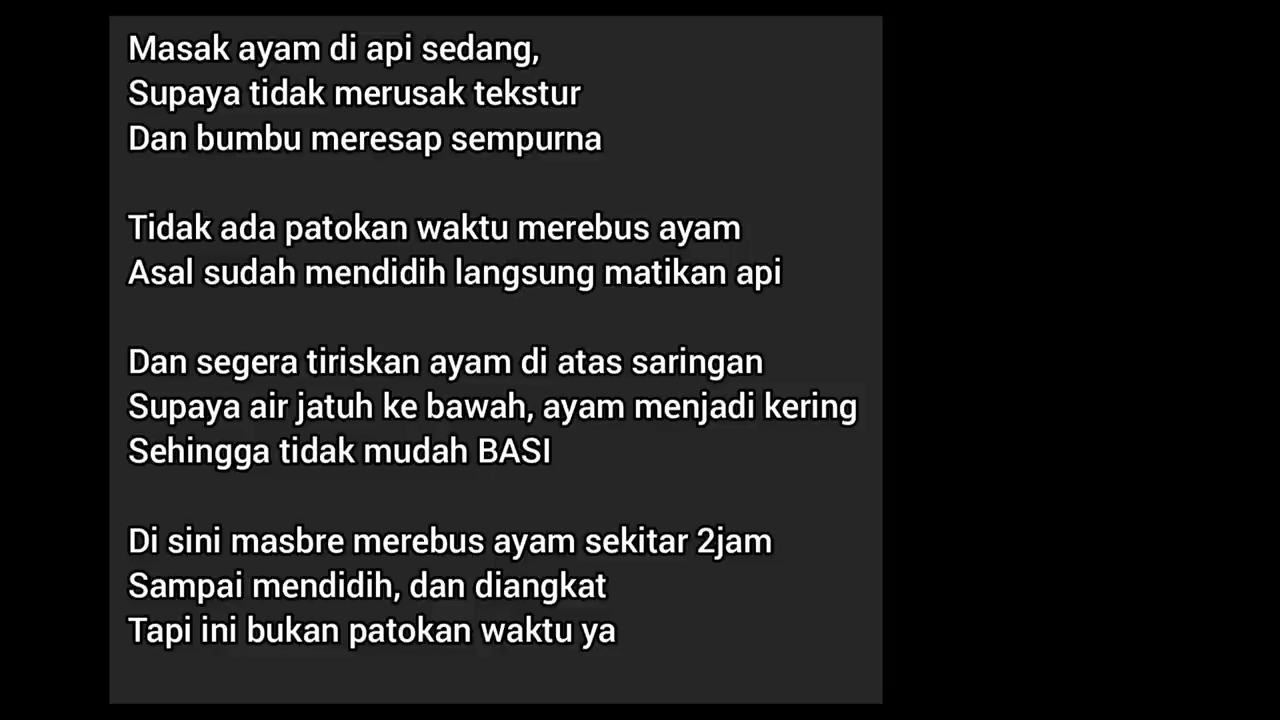 Masak ayam di api sedang,
Supaya tidak merusak tekstur
Dan bumbu meresap sempurna
Tidak ada patokan waktu merebus ayam
Asal sudah mendidih langsung matikan api
Dan segera tiriskan ayam di atas saringan
Supaya air jatuh ke bawah, ayam menjadi kering
Sehingga tidak mudah BASI
Di sini masbre merebus ayam sekitar 2jam
Sampai mendidih, dan diangkat
Tapi ini bukan patokan waktu ya